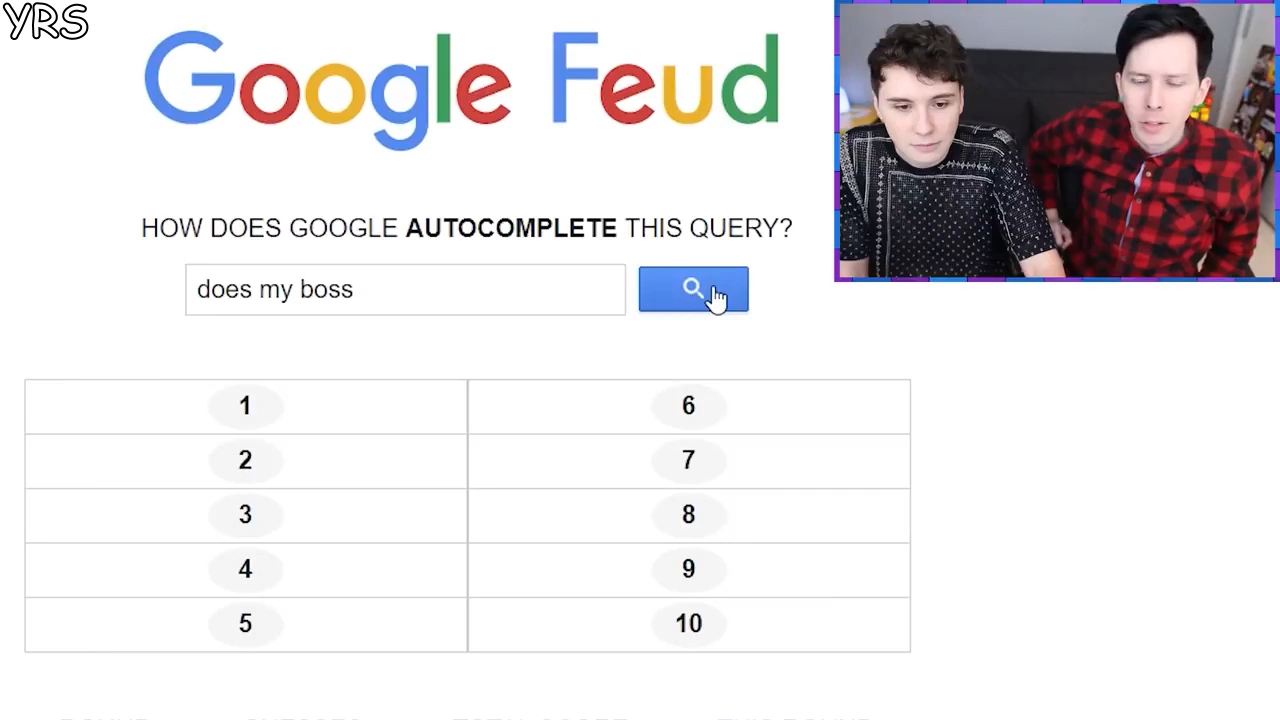 YRS
Google Feud
HOW DOES GOOGLE AUTOCOMPLETE THIS QUERY?
does my boss
1 6
2 7
3 8
4 9
5 10